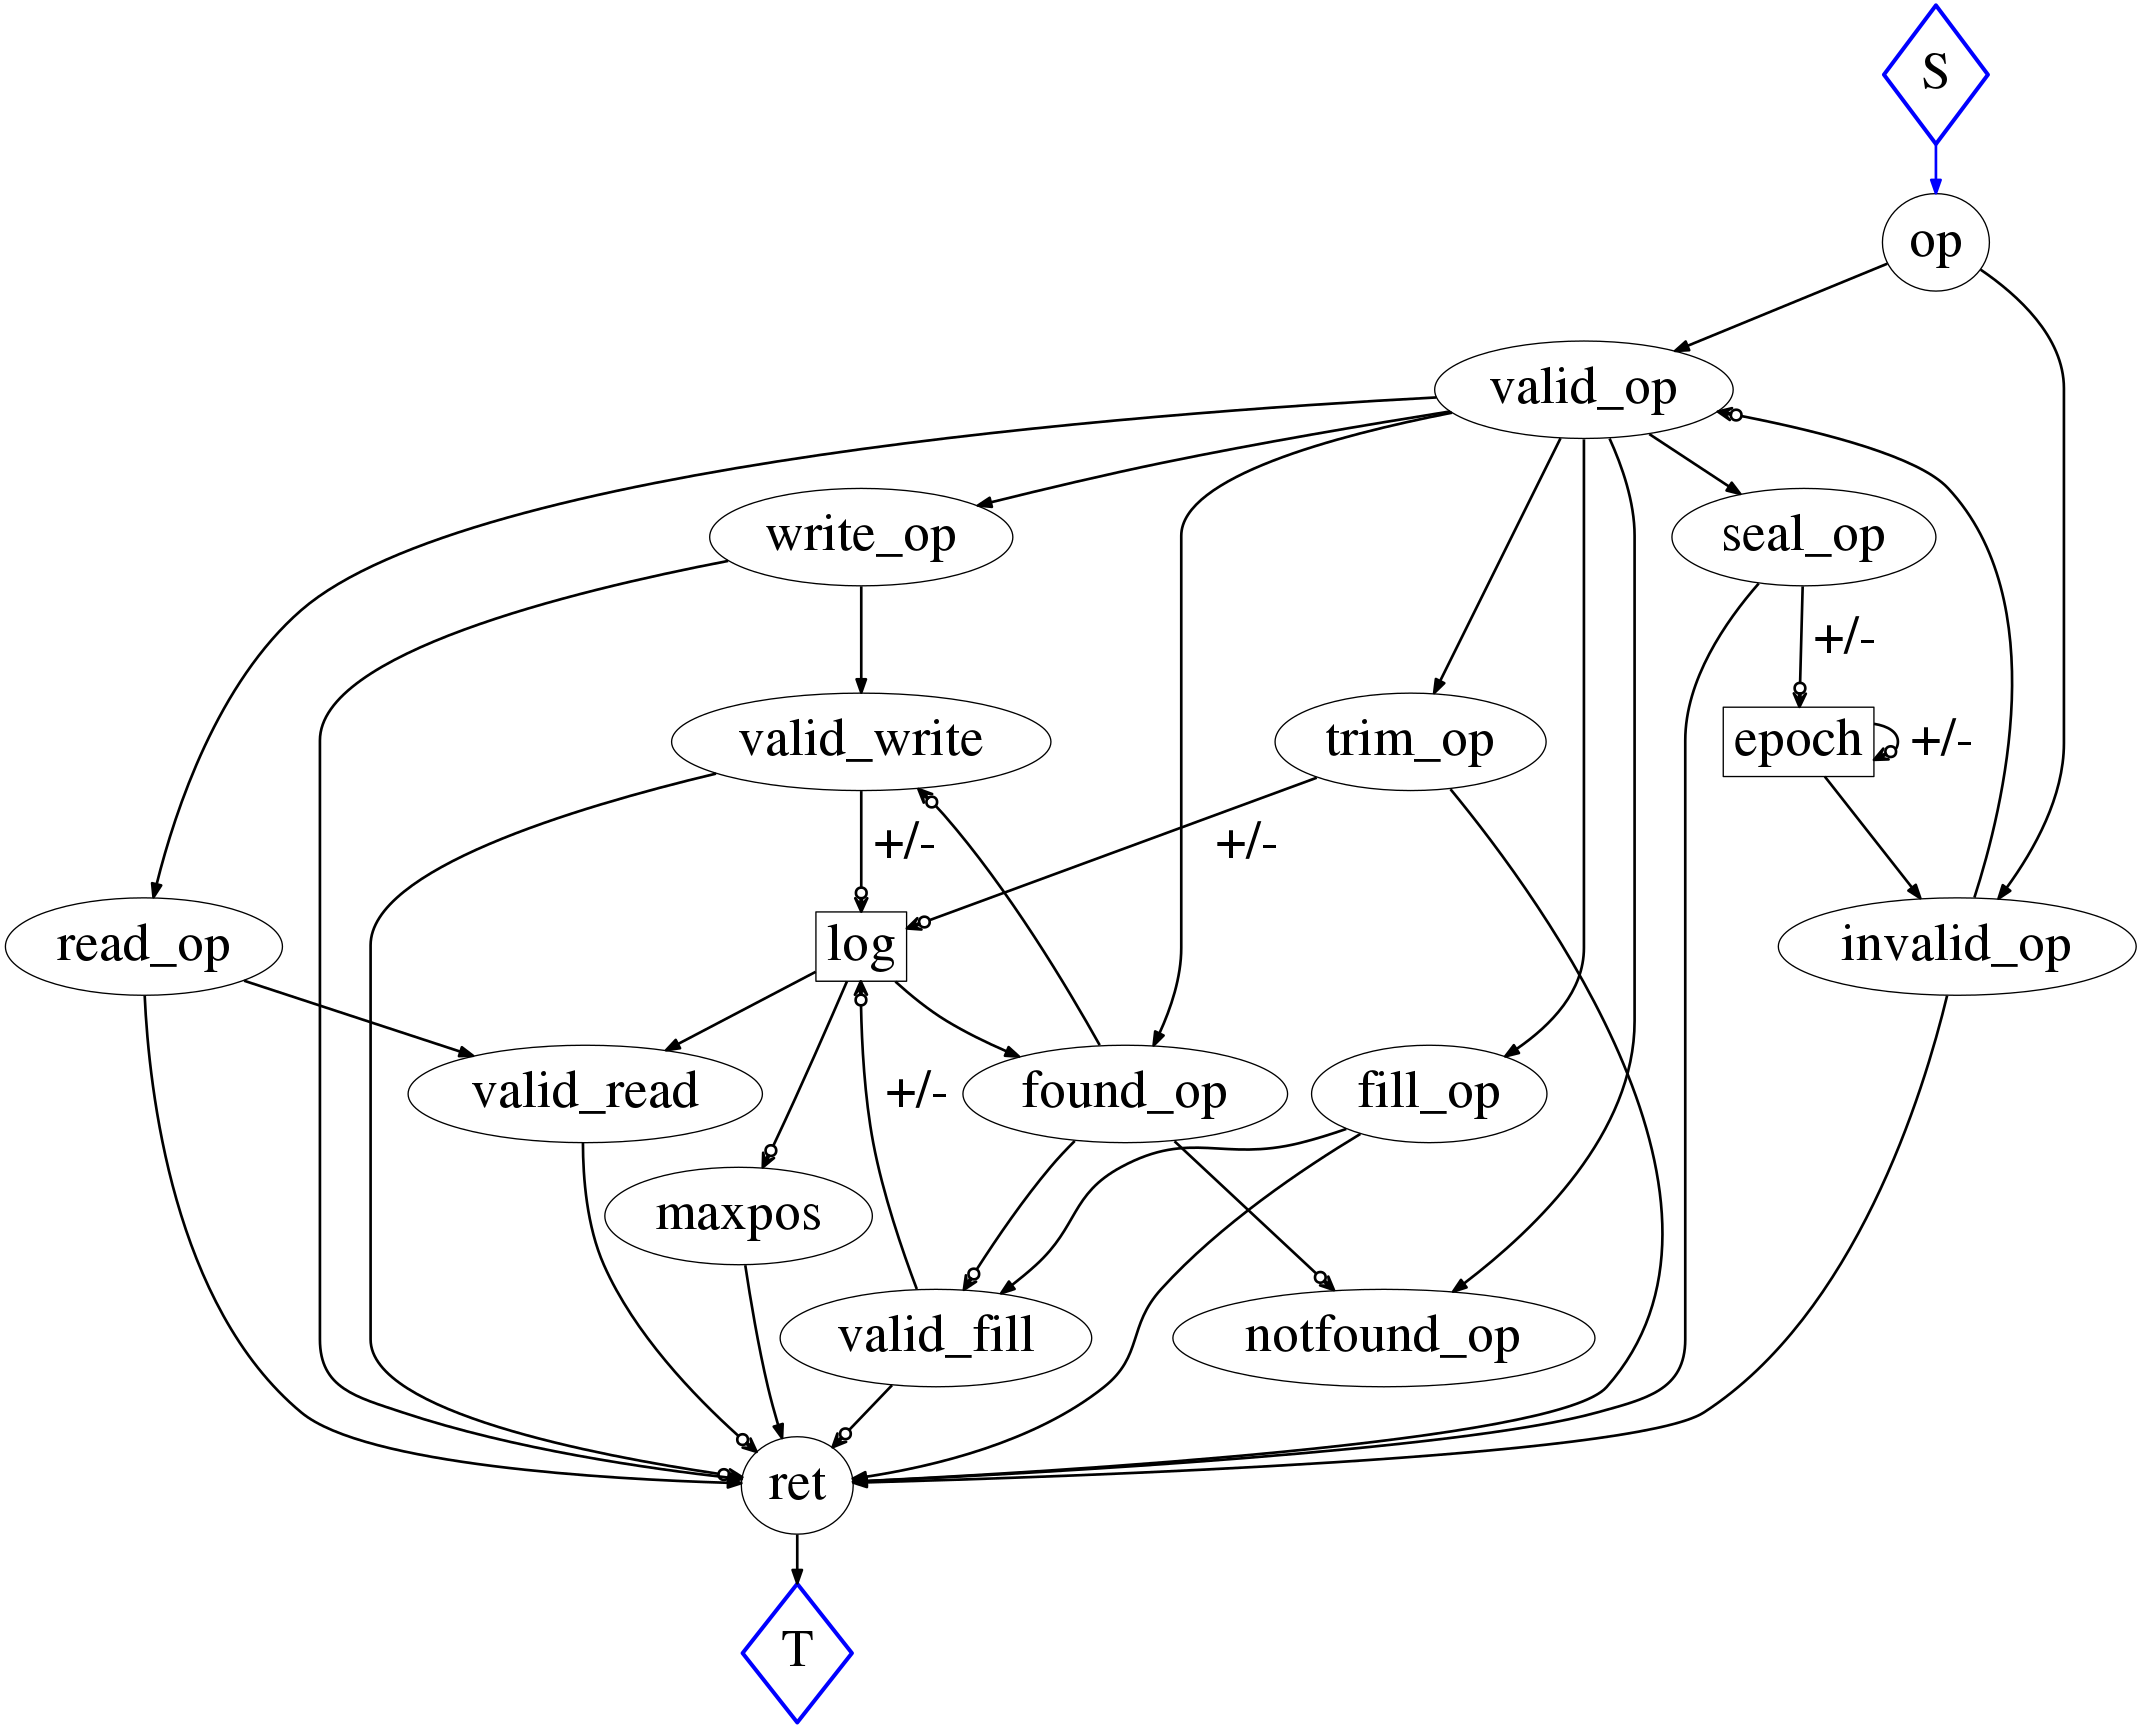 S
op
valid_op
write_op
seal_op
+/-
valid_write
trim_op
epoch
+/-
+/-
+/-
read_op
log
invalid_op
valid_read
+/-
found_op
fill_op
maxpos
valid_fill
notfound_op
ret
T